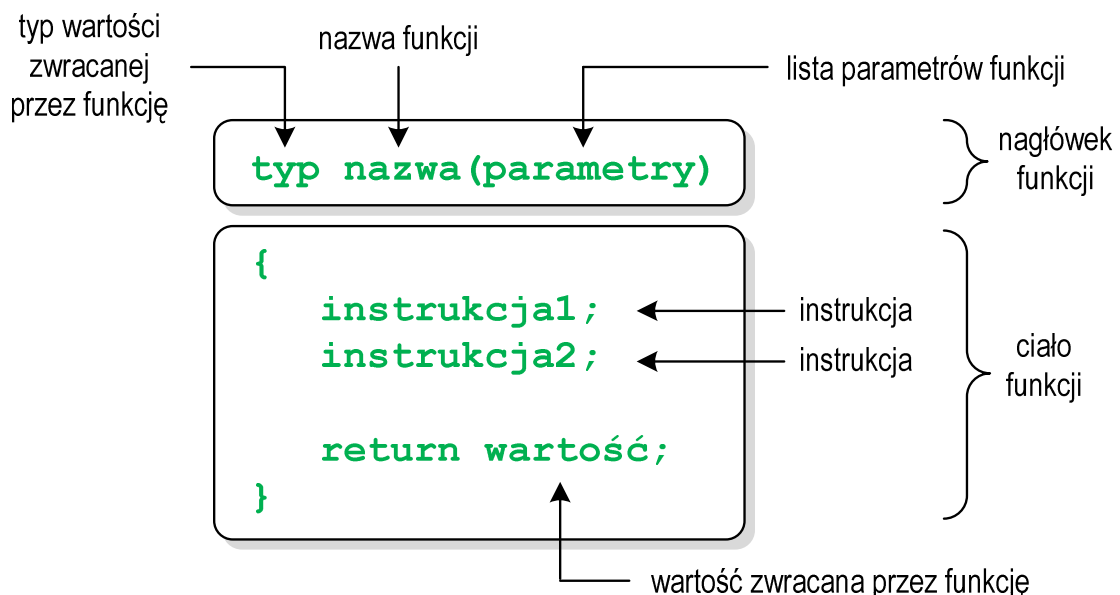 typ wartości
zwracanej
przez funkcję
nazwa funkcji
lista parametrów funkcji
typ nazwa(parametry)
nagłówek
funkcji
{
instrukcja1;
instrukcja
instrukcja2;
instrukcja
return wartość;
}
ciało
funkcji
wartość zwracana przez funkcję